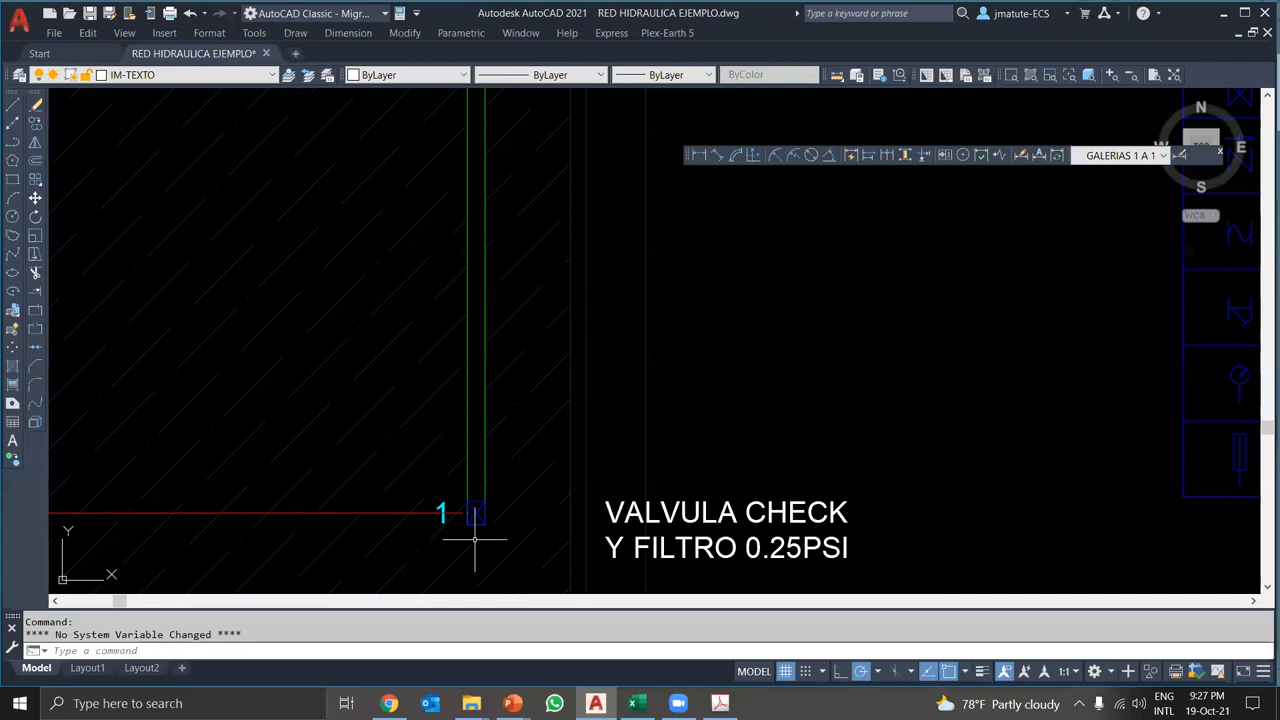 AutoCAD Classic - Migr...
Autodesk AutoCAD 2021 RED HIDRAULICA EJEMPLO.dwg
Type a keyword or phrase
jmatute-ECS
File Edit View Insert Format Tools Draw Dimension Modify Parametric Window Help Express Plex-Earth 5
Start
RED HIDRAULICA EJEMPLO*
IM-TEXTO
ByLayer
ByLayer
ByLayer
ByColor
N
GALERIAS 1 A 1
W
E
S
WCS
1
VALVULA CHECK
Y FILTRO 0.25PSI
Y
X
Command:
**** No System Variable Changed ****
Type a command
Model Layout1 Layout2
MODEL
1:1
Type here to search
78°F Partly cloudy
ENG
INTL
9:27 PM
19-Oct-21